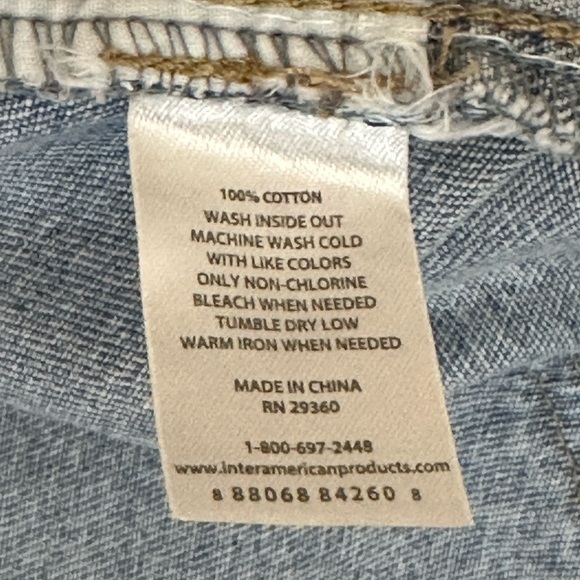 100% COTTON
WASH INSIDE OUT
MACHINE WASH COLD
WITH LIKE COLORS
ONLY NON-CHLORINE
BLEACH WHEN NEEDED
TUMBLE DRY LOW
WARM IRON WHEN NEEDED
MADE IN CHINA
RN 29360
1-800-697-2448
www.interamericanproducts.com
8 88068 84260 8